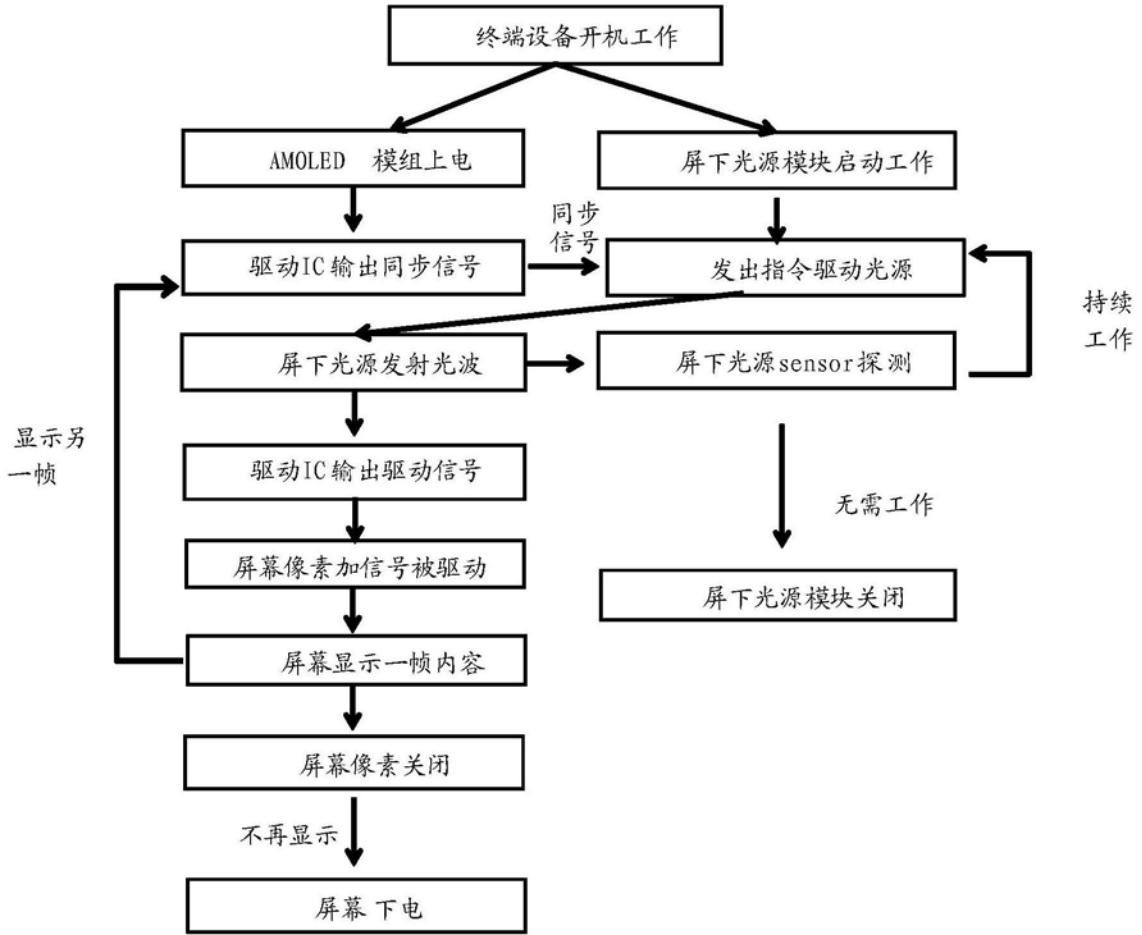 终端设备开机工作
AMOLED 模组上电
屏下光源模块启动工作
同步
信号
驱动IC输出同步信号
发出指令驱动光源
持续
工作
屏下光源发射光波
屏下光源sensor探测
显示另
一帧
驱动IC输出驱动信号
无需工作
屏幕像素加信号被驱动
屏下光源模块关闭
屏幕显示一帧内容
屏幕像素关闭
不再显示
屏幕下电